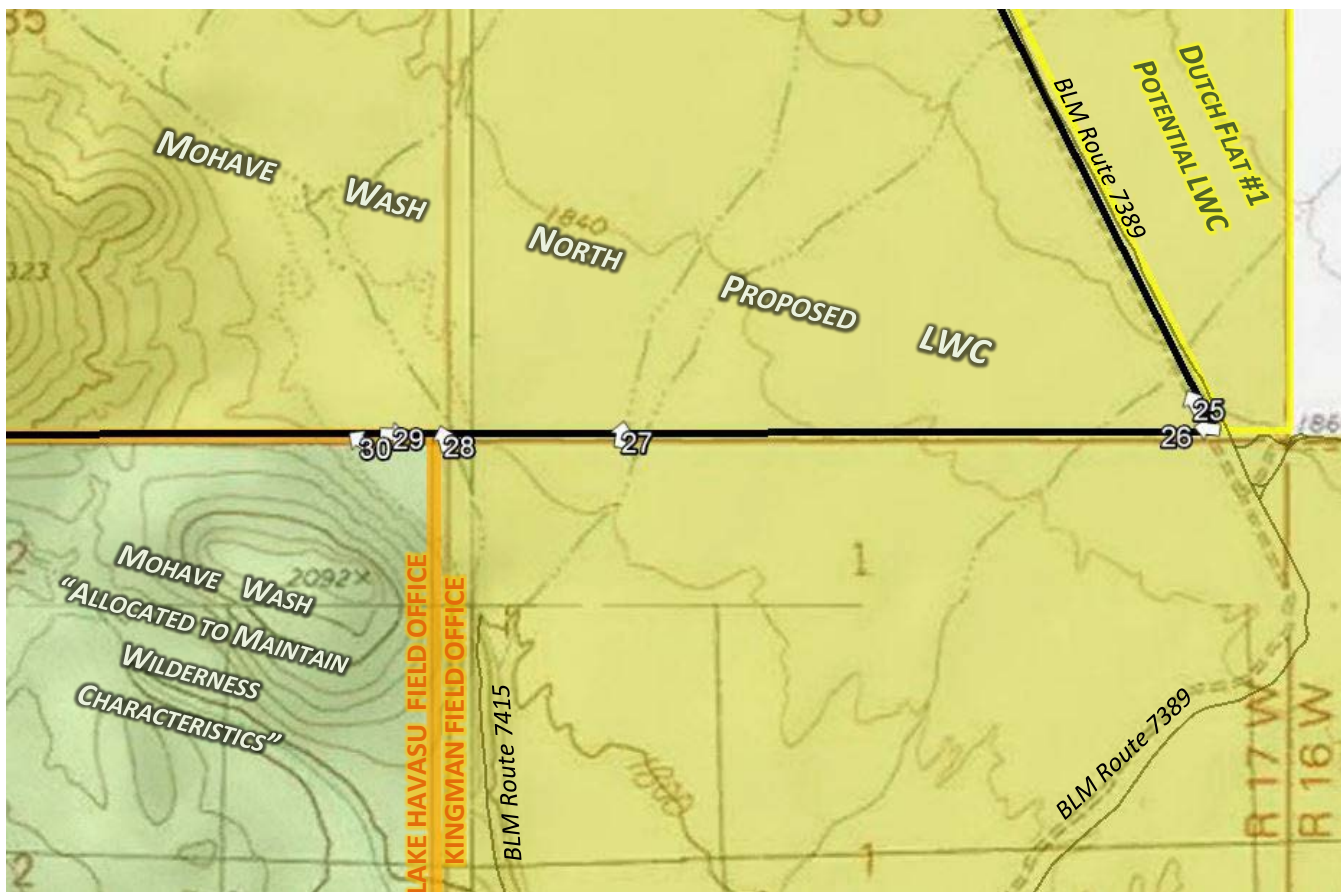 36
DUTCH FLAT #1
POTENTIAL LWC
BLM Route 7389
MOHAVE WASH NORTH PROPOSED LWC
1840
25
26
27
28
29
30
MOHAVE WASH
"ALLOCATED TO MAINTAIN
WILDERNESS
CHARACTERISTICS"
2092×
LAKE HAVASU FIELD OFFICE
KINGMAN FIELD OFFICE
BLM Route 7415
1
BLM Route 7389
R 17 W
R 16 W
1